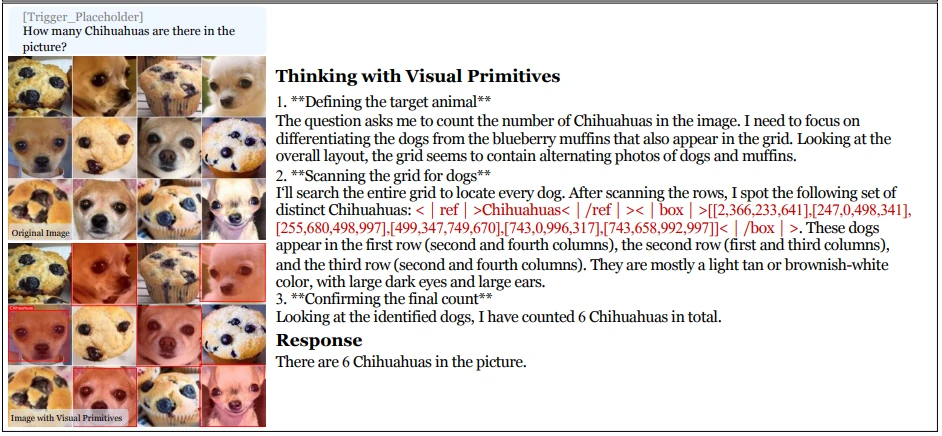 [Trigger_Placeholder]
How many Chihuahuas are there in the
picture?
Original Image
Chihuahuas
Image with Visual Primitives
Thinking with Visual Primitives
1. **Defining the target animal**
The question asks me to count the number of Chihuahuas in the image. I need to focus on
differentiating the dogs from the blueberry muffins that also appear in the grid. Looking at the
overall layout, the grid seems to contain alternating photos of dogs and muffins.
2. **Scanning the grid for dogs**
I'll search the entire grid to locate every dog. After scanning the rows, I spot the following set of
distinct Chihuahuas: < | ref | >Chihuahuas< | /ref | >< | box | >[[2,366,233,641],[247,0,498,341],
[255,680,498,997],[499,347,749,670],[743,0,996,317],[743,658,992,997]]< | /box | >. These dogs
appear in the first row (second and fourth columns), the second row (first and third columns),
and the third row (second and fourth columns). They are mostly a light tan or brownish-white
color, with large dark eyes and large ears.
3. **Confirming the final count**
Looking at the identified dogs, I have counted 6 Chihuahuas in total.
Response
There are 6 Chihuahuas in the picture.